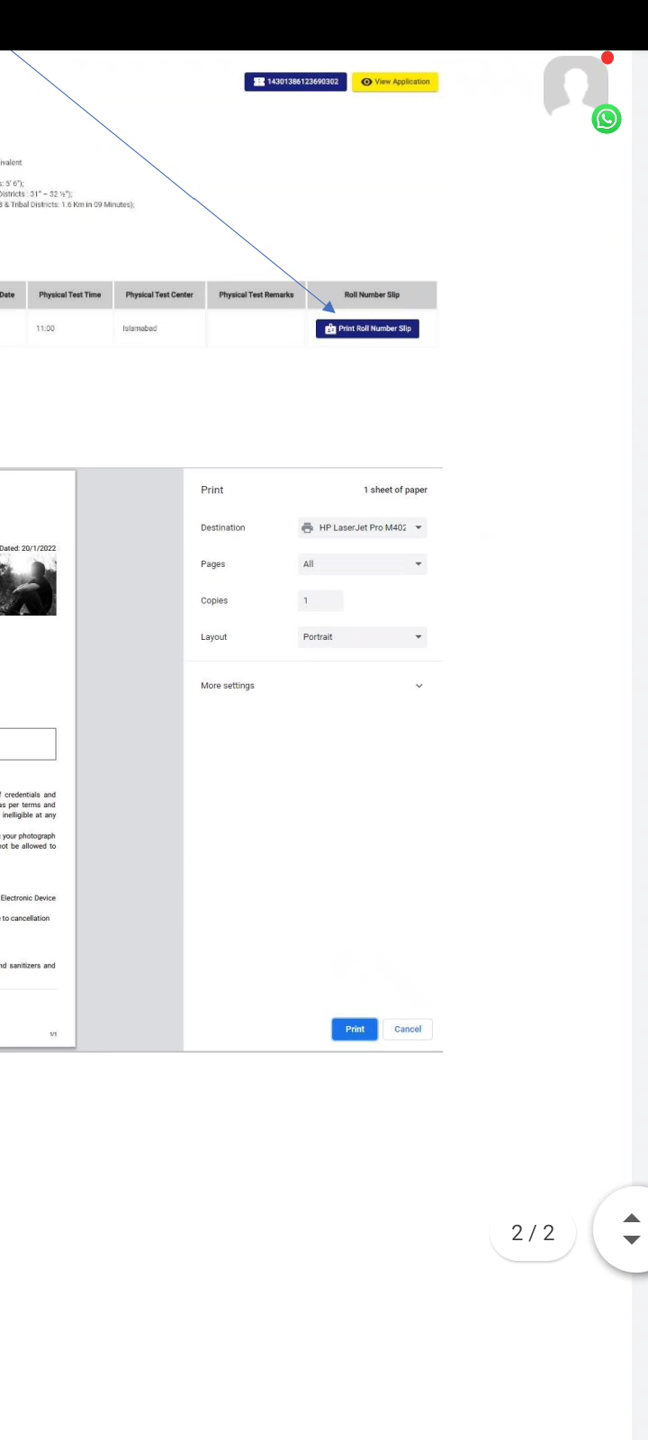 14301386123690302 View Application
ivalent
s: 5' 6");
Districts : 31" – 32 ½");
B & Tribal Districts: 1.6 Km in 09 Minutes);
Date Physical Test Time Physical Test Center Physical Test Remarks Roll Number Slip
11:00 Islamabad Print Roll Number Slip
Print 1 sheet of paper
Destination HP LaserJet Pro M402
Dated: 20/1/2022
Pages All
Copies 1
Layout Portrait
More settings
f credentials and
as per terms and
inelligible at any
your photograph
not be allowed to
Electronic Device
to cancellation
nd sanitizers and
1/1
Print Cancel
2 / 2